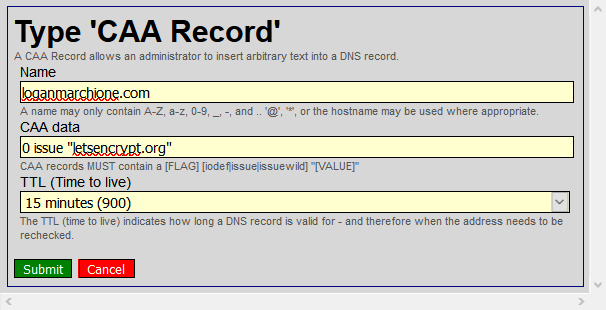 Type 'CAA Record'
A CAA Record allows an administrator to insert arbitrary text into a DNS record.
Name
loganmarchione.com
A name may only contain A-Z, a-z, 0-9, _, -, and .. '@', '*', or the hostname may be used where appropriate.
CAA data
0 issue "letsencrypt.org"
CAA records MUST contain a [FLAG] [iodef|issue|issuewild] "[VALUE]"
TTL (Time to live)
15 minutes (900)
The TTL (time to live) indicates how long a DNS record is valid for - and therefore when the address needs to be
rechecked.
Submit Cancel